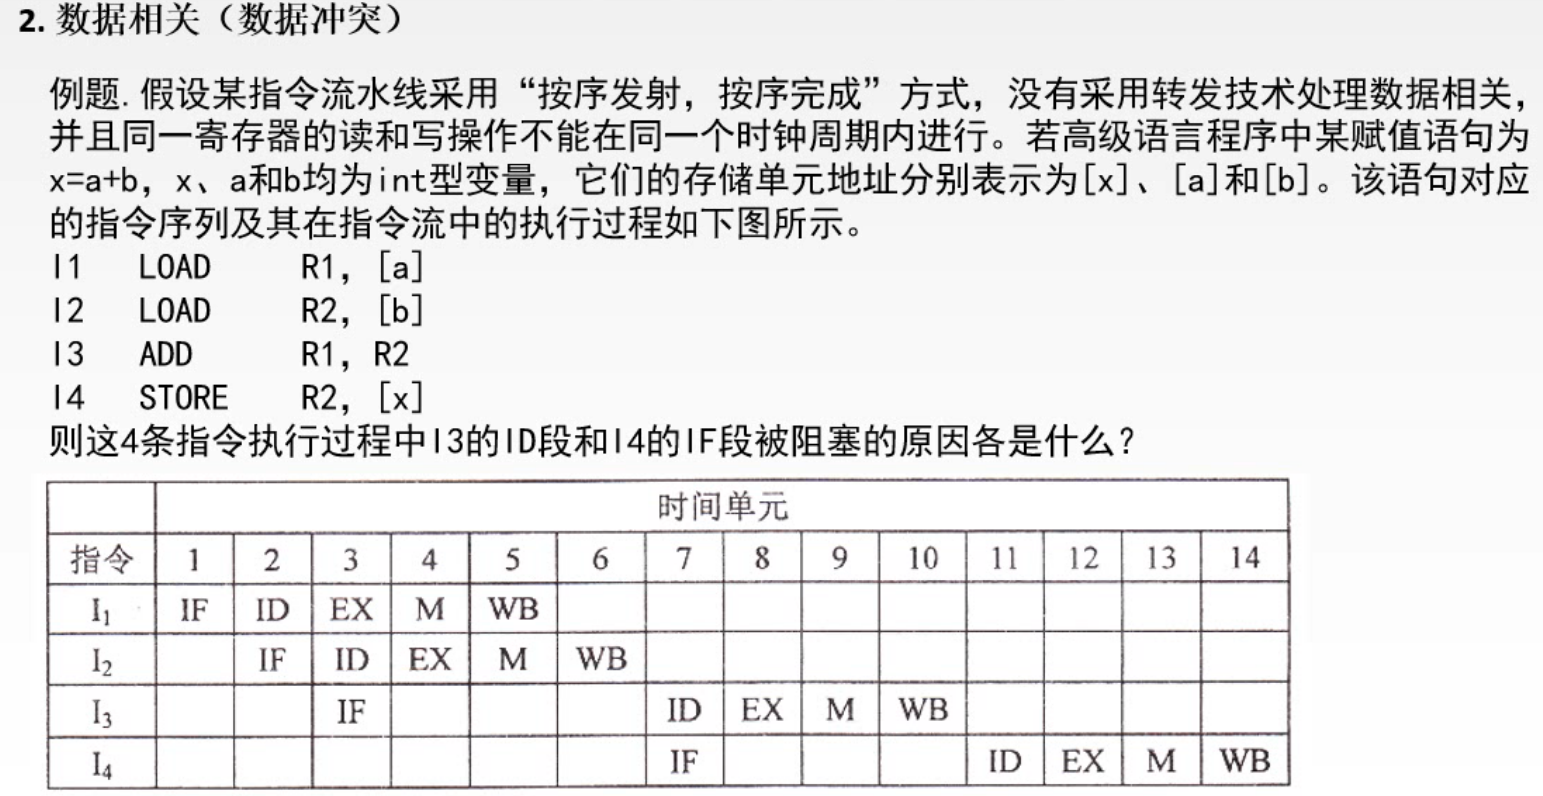 2. 数据相关（数据冲突）
例题. 假设某指令流水线采用“按序发射，按序完成”方式，没有采用转发技术处理数据相关，
并且同一寄存器的读和写操作不能在同一个时钟周期内进行。若高级语言程序中某赋值语句为
x=a+b，x、a和b均为int型变量，它们的存储单元地址分别表示为[x]、[a]和[b]。该语句对应
的指令序列及其在指令流中的执行过程如下图所示。
I1 LOAD R1，[a]
I2 LOAD R2，[b]
I3 ADD R1，R2
I4 STORE R2，[x]
则这4条指令执行过程中I3的ID段和I4的IF段被阻塞的原因各是什么？
时间单元
指令 1 2 3 4 5 6 7 8 9 10 11 12 13 14
I₁ IF ID EX M WB
I₂ IF ID EX M WB
I₃ IF ID EX M WB
I₄ IF ID EX M WB